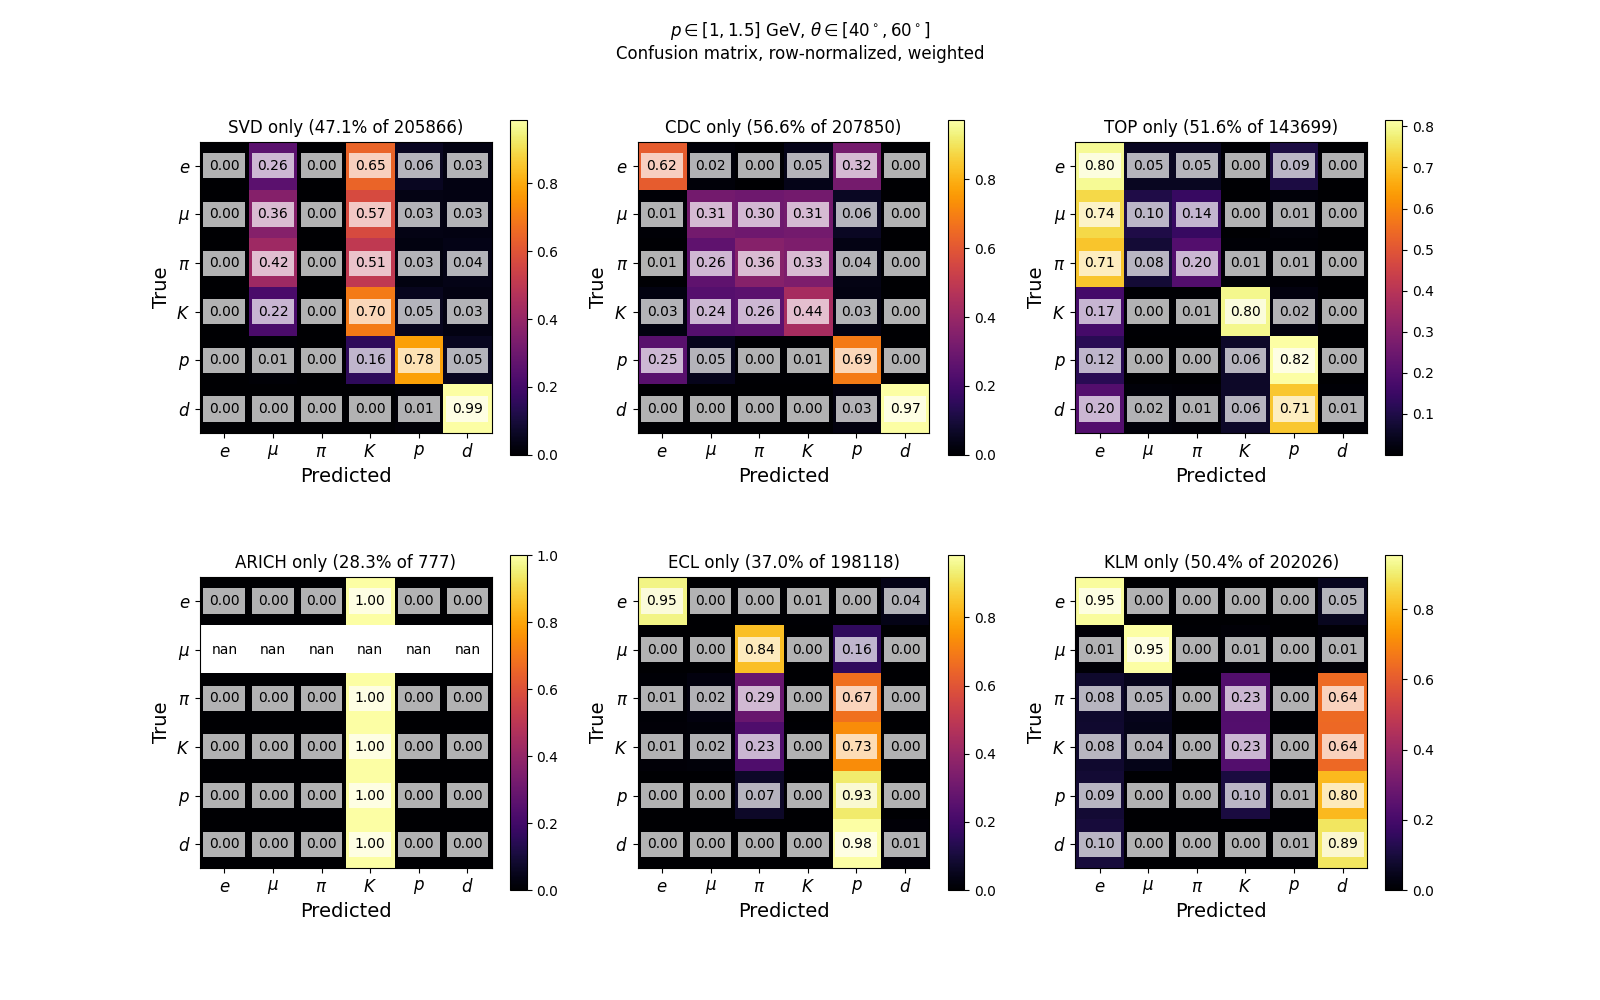 p ∈ [1, 1.5] GeV, θ ∈ [40°, 60°]
Confusion matrix, row-normalized, weighted
SVD only (47.1% of 205866)
True
e 0.00 0.26 0.00 0.65 0.06 0.03
μ 0.00 0.36 0.00 0.57 0.03 0.03
π 0.00 0.42 0.00 0.51 0.03 0.04
K 0.00 0.22 0.00 0.70 0.05 0.03
p 0.00 0.01 0.00 0.16 0.78 0.05
d 0.00 0.00 0.00 0.00 0.01 0.99
e μ π K p d
Predicted
0.8
0.6
0.4
0.2
0.0
CDC only (56.6% of 207850)
True
e 0.62 0.02 0.00 0.05 0.32 0.00
μ 0.01 0.31 0.30 0.31 0.06 0.00
π 0.01 0.26 0.36 0.33 0.04 0.00
K 0.03 0.24 0.26 0.44 0.03 0.00
p 0.25 0.05 0.00 0.01 0.69 0.00
d 0.00 0.00 0.00 0.00 0.03 0.97
e μ π K p d
Predicted
0.8
0.6
0.4
0.2
0.0
TOP only (51.6% of 143699)
True
e 0.80 0.05 0.05 0.00 0.09 0.00
μ 0.74 0.10 0.14 0.00 0.01 0.00
π 0.71 0.08 0.20 0.01 0.01 0.00
K 0.17 0.00 0.01 0.80 0.02 0.00
p 0.12 0.00 0.00 0.06 0.82 0.00
d 0.20 0.02 0.01 0.06 0.71 0.01
e μ π K p d
Predicted
0.8
0.7
0.6
0.5
0.4
0.3
0.2
0.1
ARICH only (28.3% of 777)
True
e 0.00 0.00 0.00 1.00 0.00 0.00
μ nan nan nan nan nan nan
π 0.00 0.00 0.00 1.00 0.00 0.00
K 0.00 0.00 0.00 1.00 0.00 0.00
p 0.00 0.00 0.00 1.00 0.00 0.00
d 0.00 0.00 0.00 1.00 0.00 0.00
e μ π K p d
Predicted
1.0
0.8
0.6
0.4
0.2
0.0
ECL only (37.0% of 198118)
True
e 0.95 0.00 0.00 0.01 0.00 0.04
μ 0.00 0.00 0.84 0.00 0.16 0.00
π 0.01 0.02 0.29 0.00 0.67 0.00
K 0.01 0.02 0.23 0.00 0.73 0.00
p 0.00 0.00 0.07 0.00 0.93 0.00
d 0.00 0.00 0.00 0.00 0.98 0.01
e μ π K p d
Predicted
0.8
0.6
0.4
0.2
0.0
KLM only (50.4% of 202026)
True
e 0.95 0.00 0.00 0.00 0.00 0.05
μ 0.01 0.95 0.00 0.01 0.00 0.01
π 0.08 0.05 0.00 0.23 0.00 0.64
K 0.08 0.04 0.00 0.23 0.00 0.64
p 0.09 0.00 0.00 0.10 0.01 0.80
d 0.10 0.00 0.00 0.00 0.01 0.89
e μ π K p d
Predicted
0.8
0.6
0.4
0.2
0.0